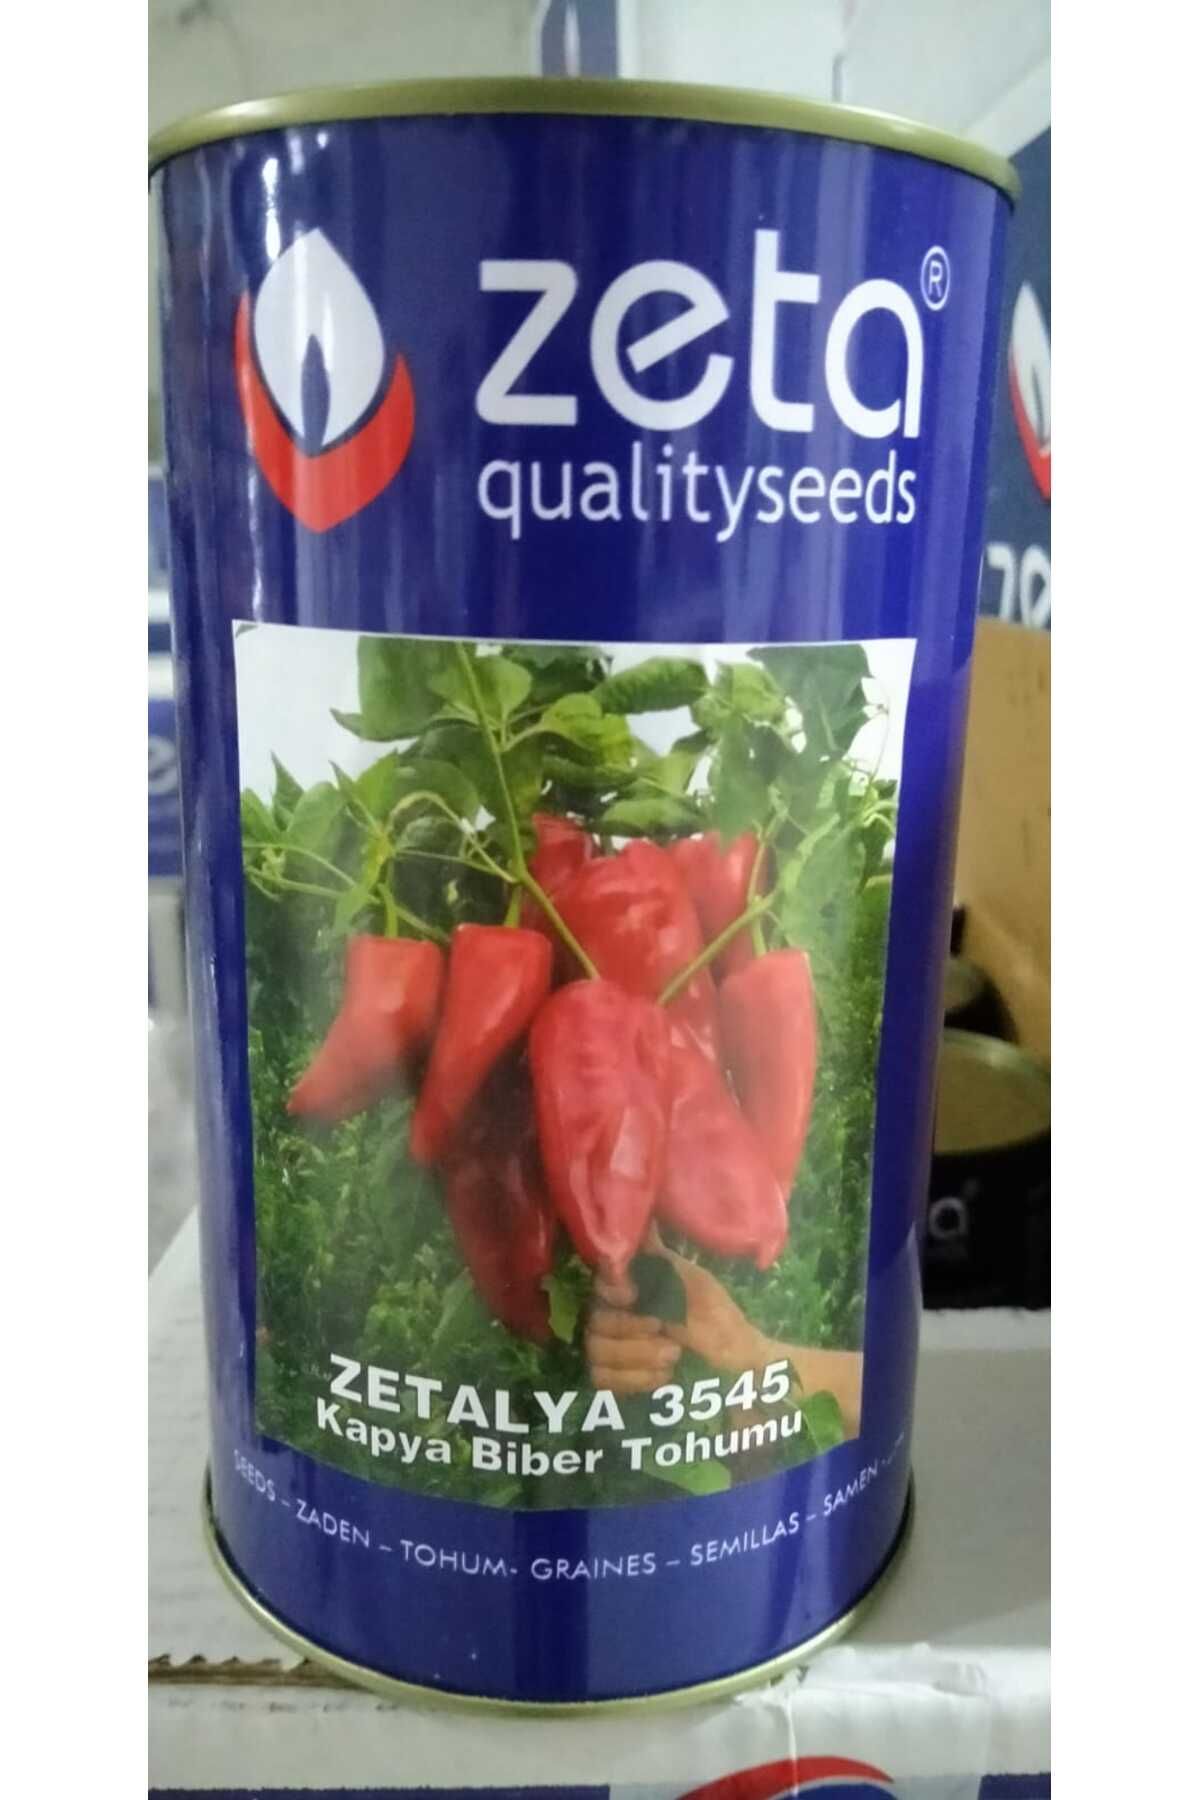 zeta®
qualityseeds
ZETALYA 3545
Kapya Biber Tohumu
SEEDS – ZADEN – TOHUM- GRAINES – SEMILLAS – SAMEN